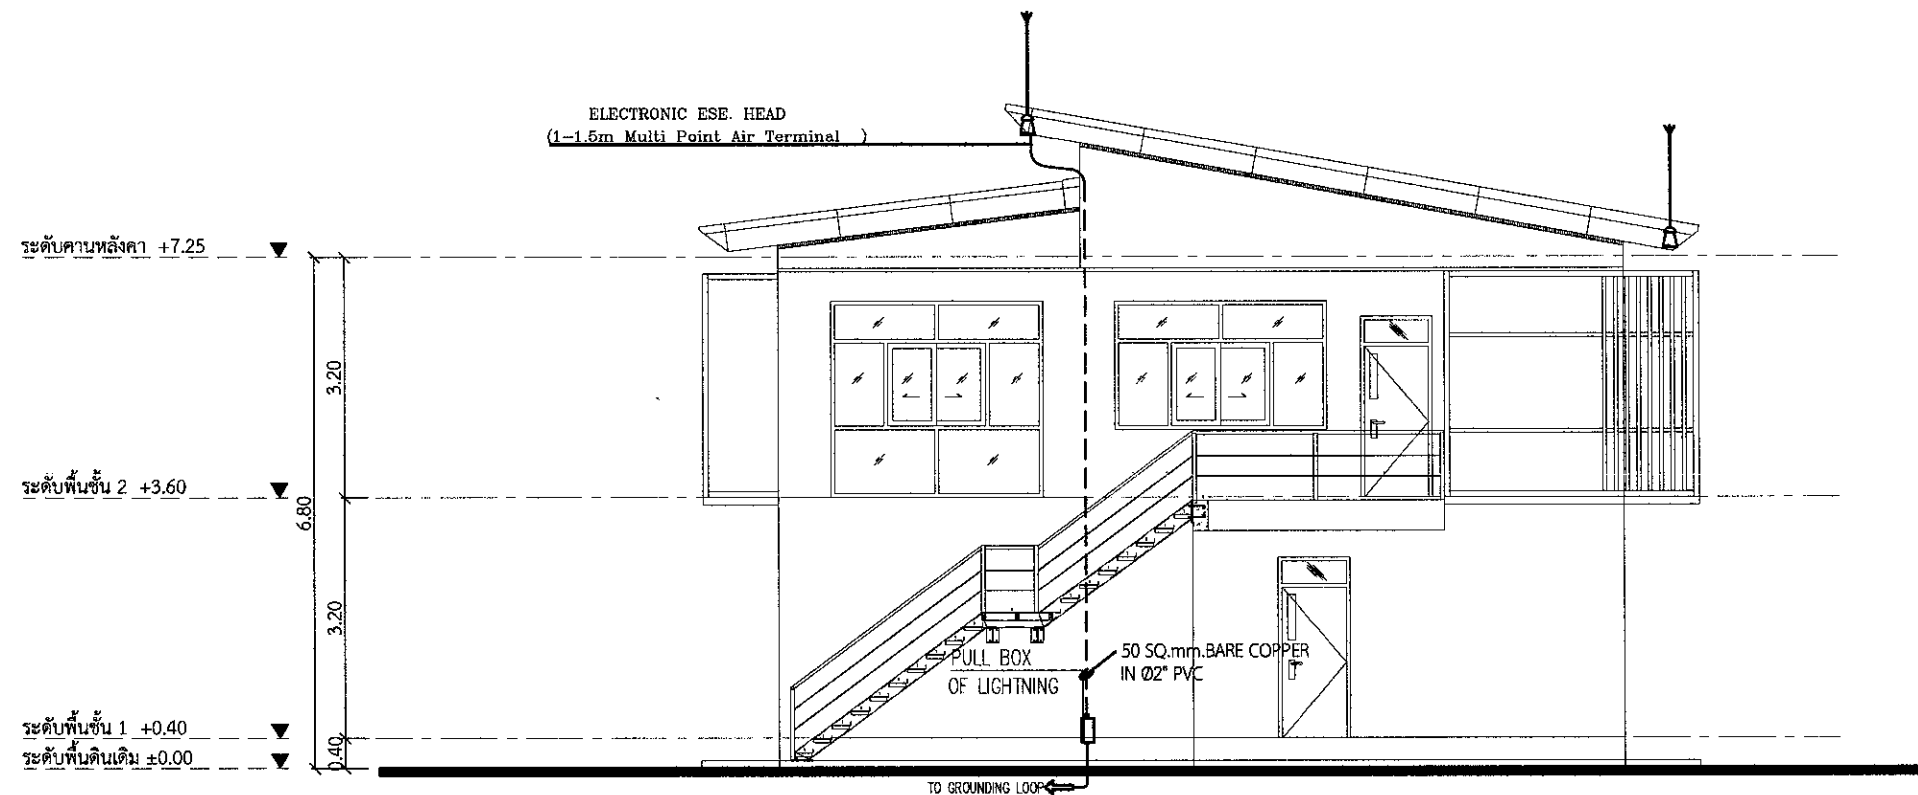 ELECTRONIC ESE. HEAD
(1-1.5m Multi Point Air Terminal )
ระดับคานหลังคา +7.25
3.20
ระดับพื้นชั้น 2 +3.60
6.80
3.20
PULL BOX
OF LIGHTNING
50 SQ.mm.BARE COPPER
IN Ø2" PVC
ระดับพื้นชั้น 1 +0.40
0.40
ระดับพื้นดินเดิม ±0.00
TO GROUNDING LOOP